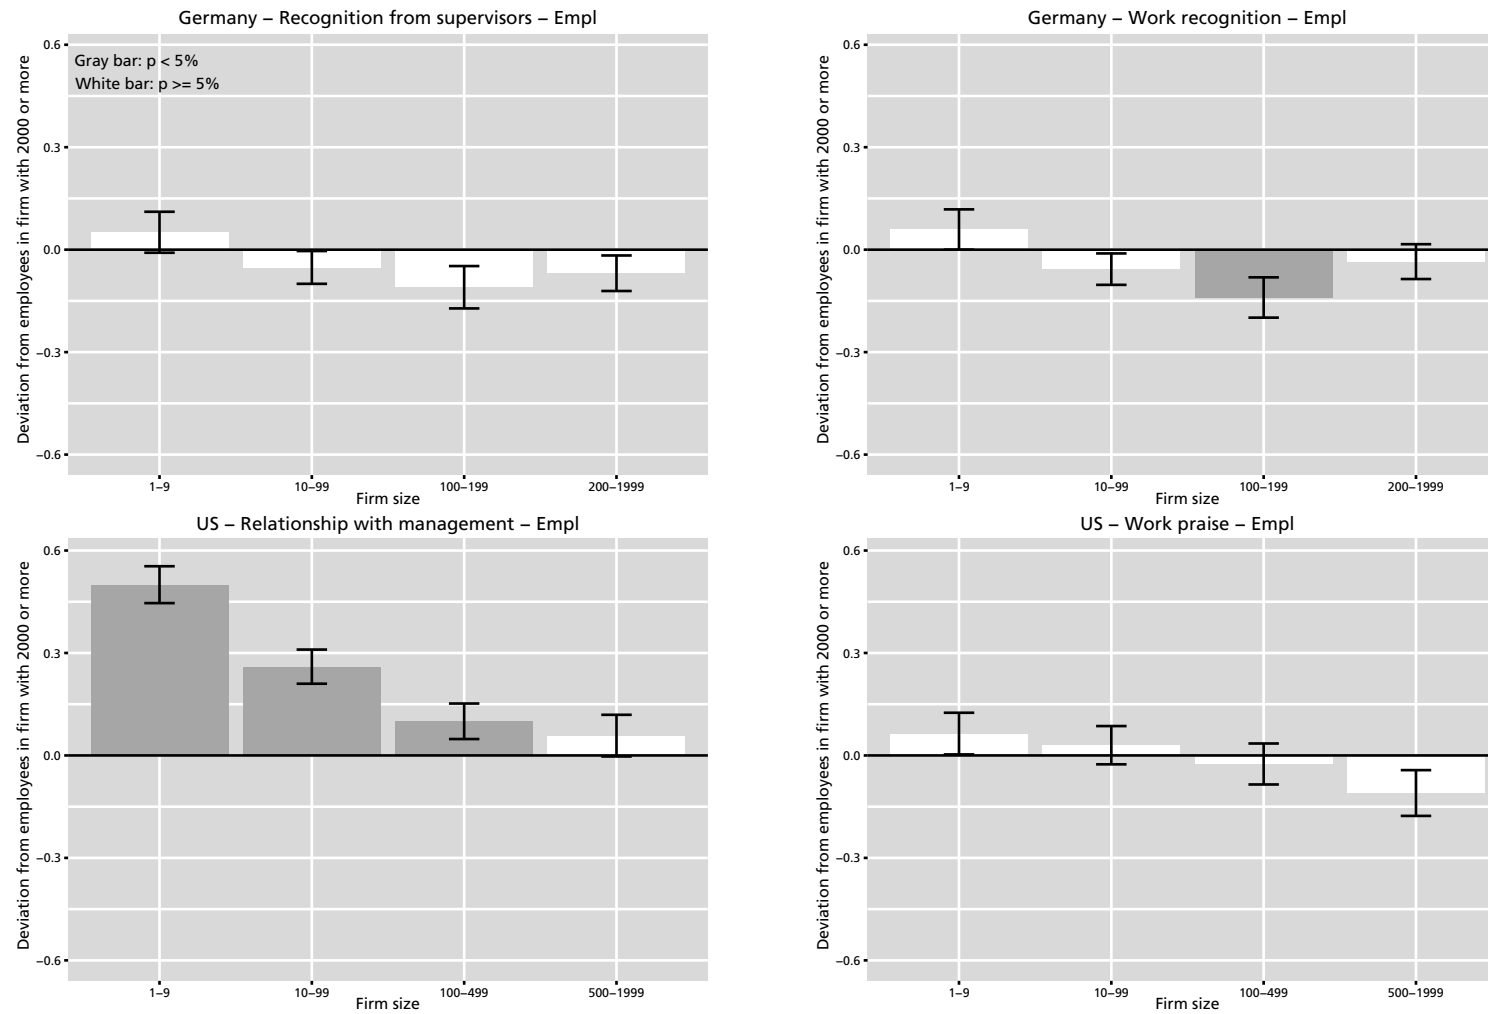 Germany – Recognition from supervisors – Empl
Deviation from employees in firm with 2000 or more
Gray bar: p < 5%
White bar: p >= 5%
0.6
0.3
0.0
−0.3
−0.6
1–9 10–99 100–199 200–1999
Firm size
Germany – Work recognition – Empl
Deviation from employees in firm with 2000 or more
0.6
0.3
0.0
−0.3
−0.6
1–9 10–99 100–199 200–1999
Firm size
US – Relationship with management – Empl
Deviation from employees in firm with 2000 or more
0.6
0.3
0.0
−0.3
−0.6
1–9 10–99 100–499 500–1999
Firm size
US – Work praise – Empl
Deviation from employees in firm with 2000 or more
0.6
0.3
0.0
−0.3
−0.6
1–9 10–99 100–499 500–1999
Firm size